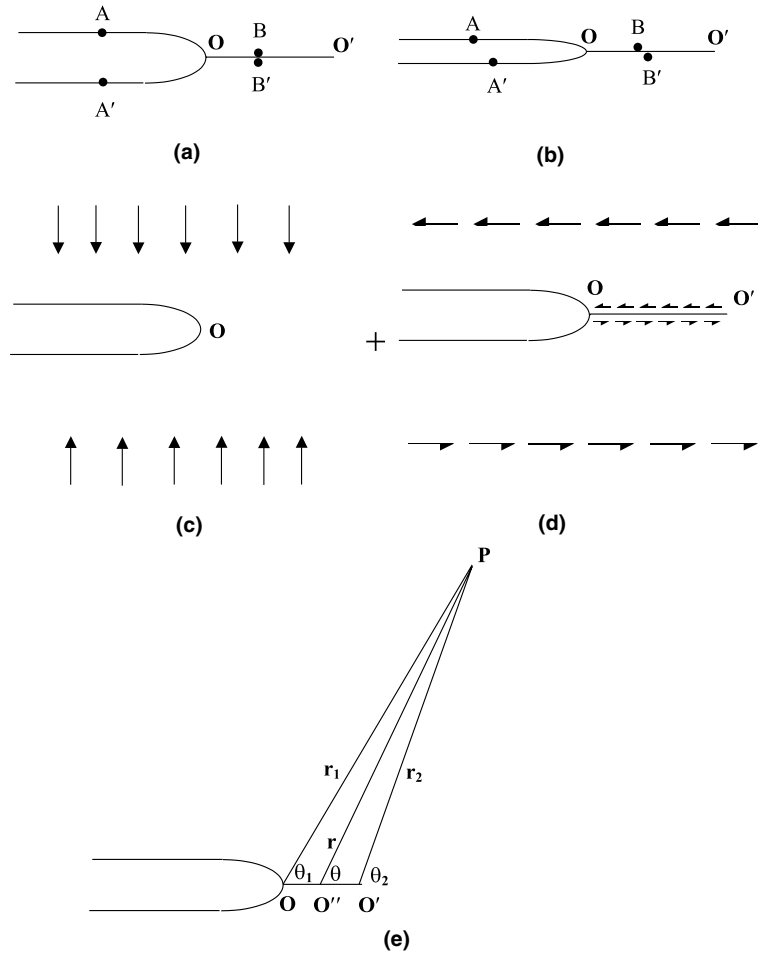 A
O
B
O′
A′
B′
(a)
A
O
B
O′
A′
B′
(b)
O
(c)
+
O
O′
(d)
P
r₁
r₂
r
θ₁
θ
θ₂
O
O′′
O′
(e)